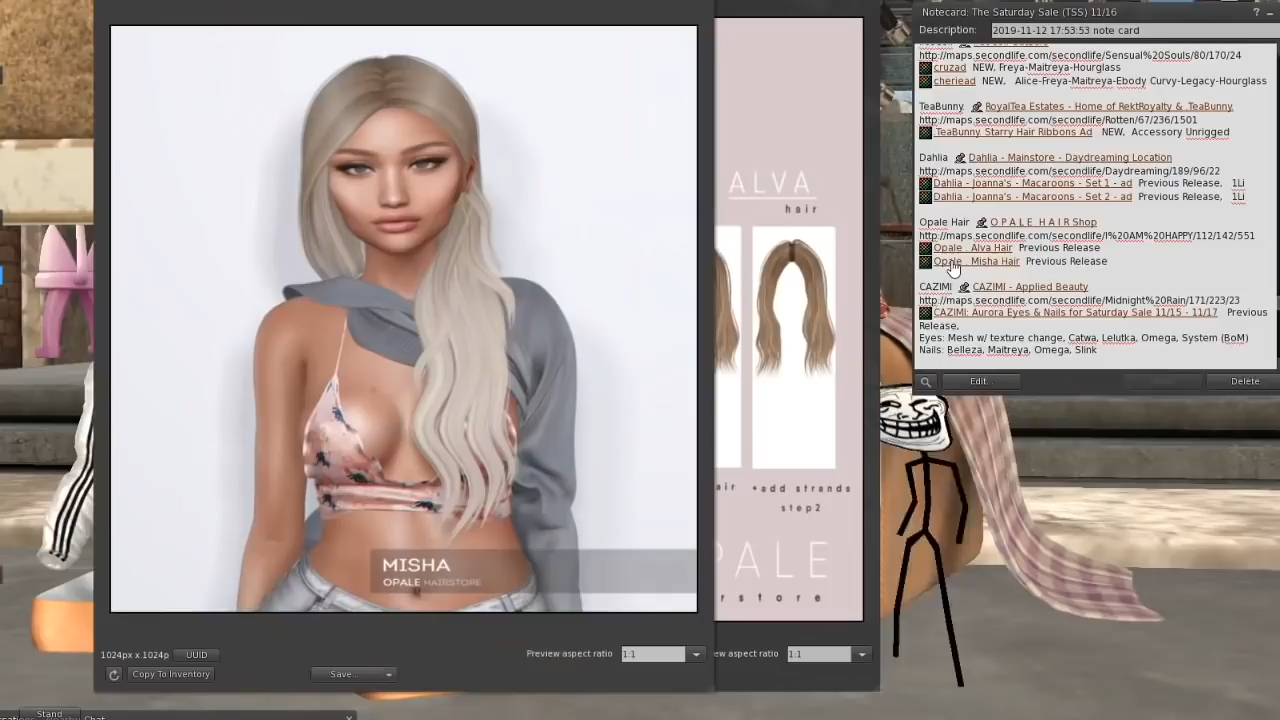 Notecard: The Saturday Sale (TSS) 11/16
?
Description:
2019-11-12 17:53:53 note card
http://maps.secondlife.com/secondlife/Sensual%20Souls/80/170/24
cruzad NEW, Freya-Maitreya-Hourglass
cheriead NEW, Alice-Freya-Maitreya-Ebody Curvy-Legacy-Hourglass
TeaBunny RoyalTea Estates - Home of RektRoyalty & .TeaBunny
http://maps.secondlife.com/secondlife/Rotten/67/236/1501
TeaBunny Starry Hair Ribbons Ad NEW, Accessory Unrigged
Dahlia Dahlia - Mainstore - Daydreaming Location
http://maps.secondlife.com/secondlife/Daydreaming/189/96/22
Dahlia - Joanna's - Macaroons - Set 1 - ad Previous Release, 1Li
Dahlia - Joanna's - Macaroons - Set 2 - ad Previous Release, 1Li
Opale Hair O P A L E H A I R Shop
http://maps.secondlife.com/secondlife/I%20AM%20HAPPY/112/142/551
Opale . Alva Hair Previous Release
Opale . Misha Hair Previous Release
CAZIMI CAZIMI - Applied Beauty
http://maps.secondlife.com/secondlife/Midnight%20Rain/171/223/23
CAZIMI: Aurora Eyes & Nails for Saturday Sale 11/15 - 11/17 Previous
Release,
Eyes: Mesh w/ texture change, Catwa, Lelutka, Omega, System (BoM)
Nails: Belleza, Maitreya, Omega, Slink
Edit.
Delete
ALVA
hair
air +add strands
step2
PALE
rstore
MISHA
OPALE HAIRSTORE
1024px x 1024p UUID
Preview aspect ratio 1:1
ew aspect ratio 1:1
Copy To Inventory
Save...
Stand
Chat